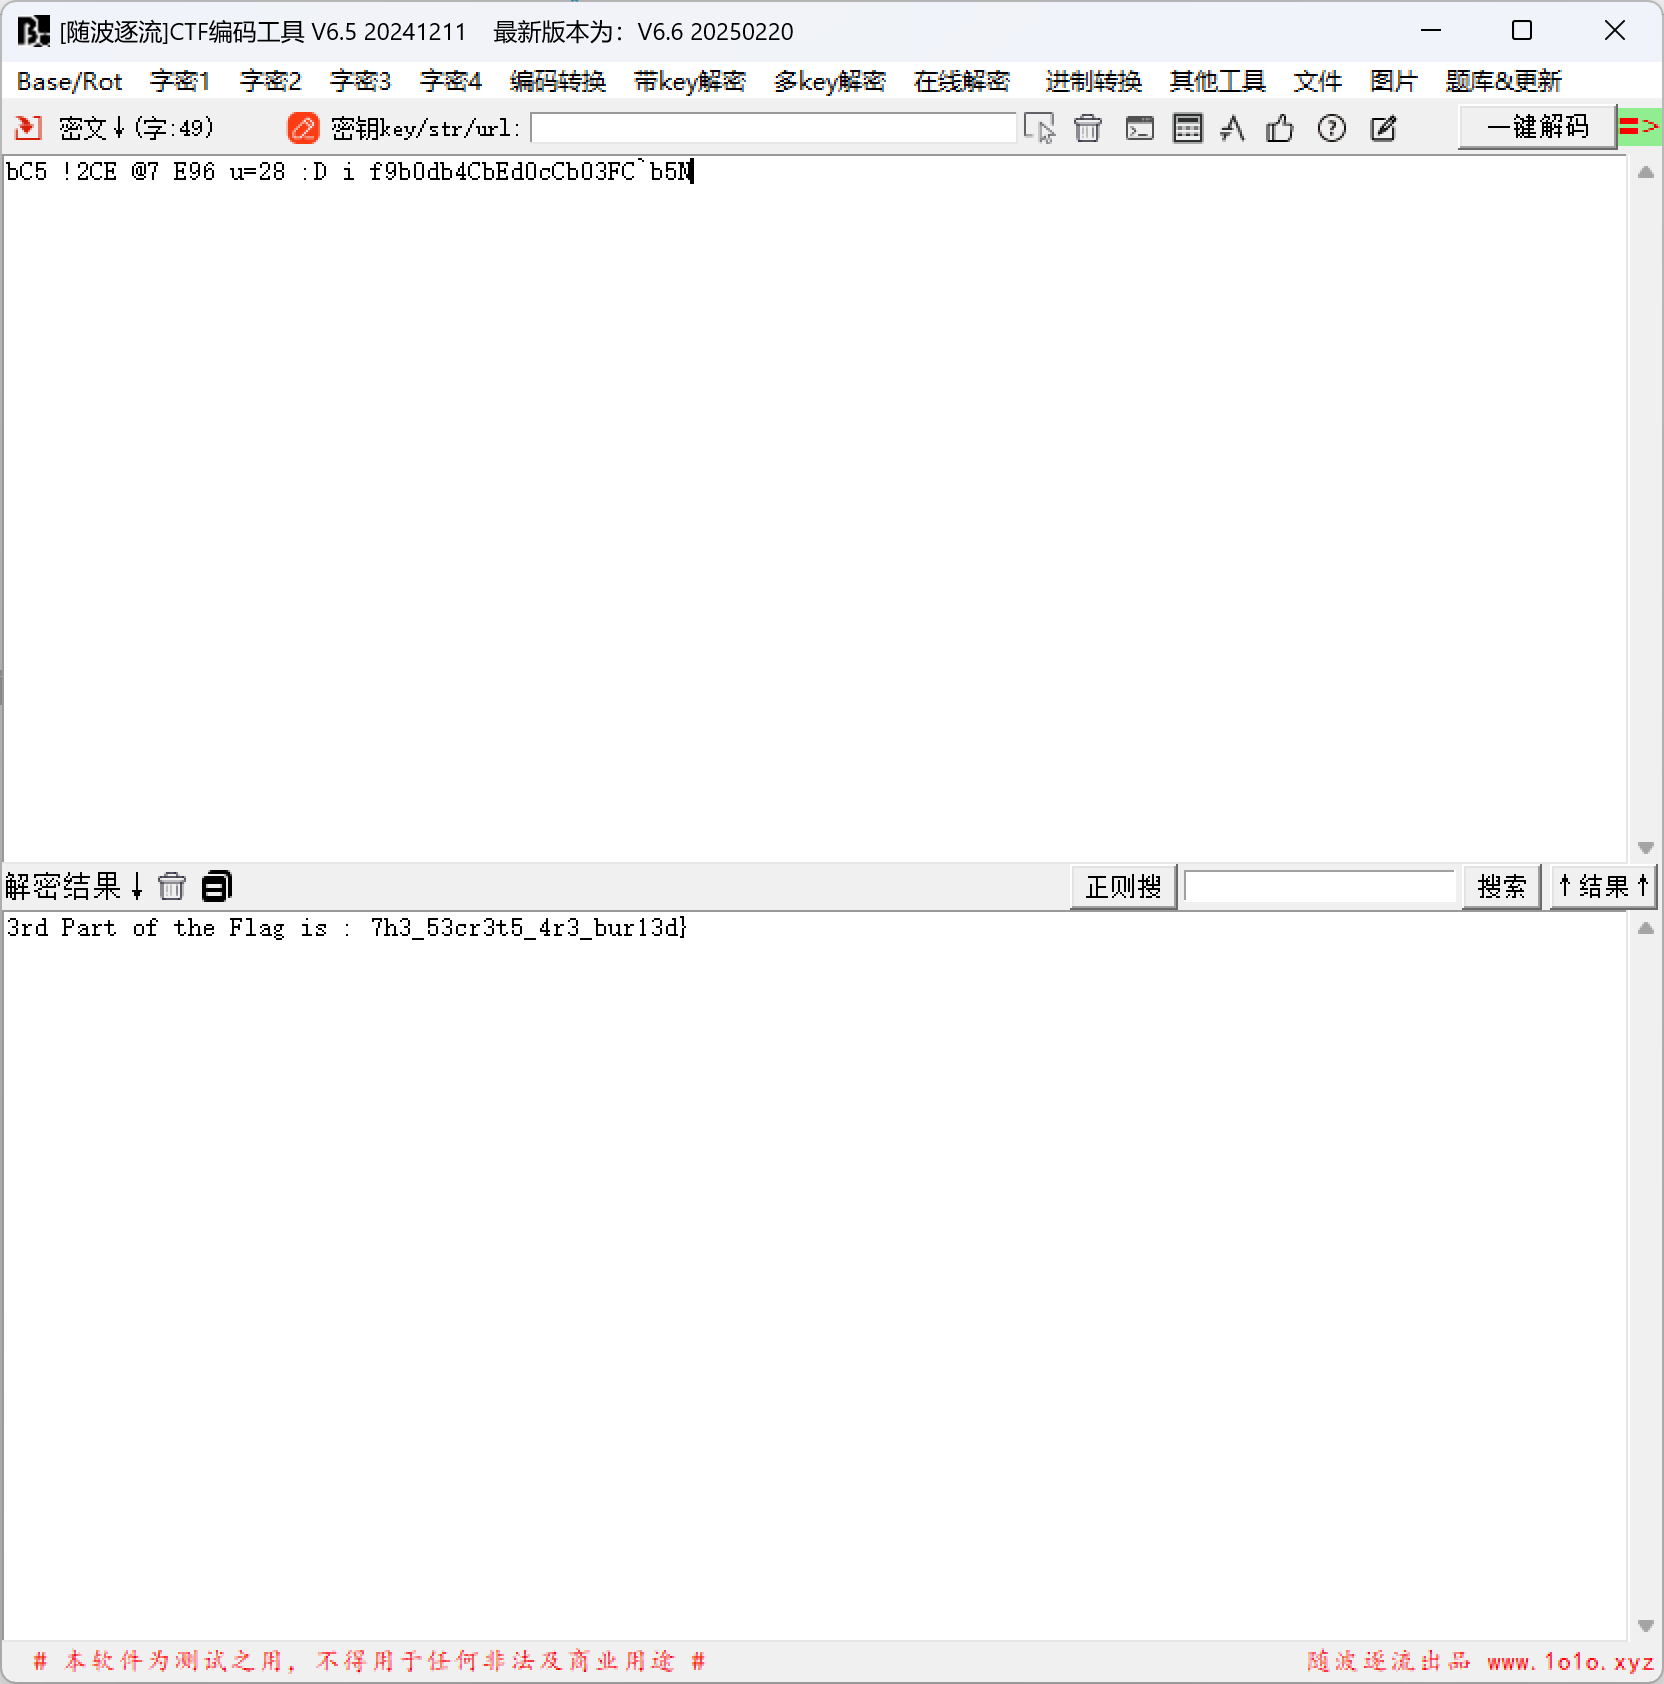 [随波逐流]CTF编码工具 V6.5 20241211 最新版本为：V6.6 20250220
Base/Rot 字密1 字密2 字密3 字密4 编码转换 带key解密 多key解密 在线解密 进制转换 其他工具 文件 图片 题库&更新
密文↓(字:49) 密钥key/str/url: 一键解码 =>
bC5 !2CE @7 E96 u=28 :D i f9b0db4CbEd0cCb03FC`b5N
解密结果↓ 正则搜 搜索 ↑结果↑
3rd Part of the Flag is : 7h3_53cr3t5_4r3_bur13d}
# 本软件为测试之用，不得用于任何非法及商业用途 # 随波逐流出品 www.1o1o.xyz